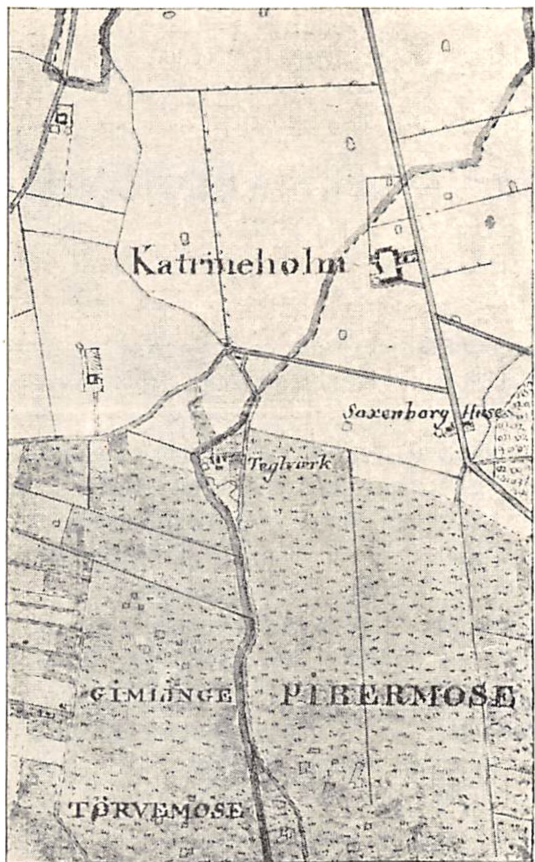 Katrineholm
Saxenborg Huse
Teglværk
GIMLINGE PIBERMOSE
TØRVEMOSE